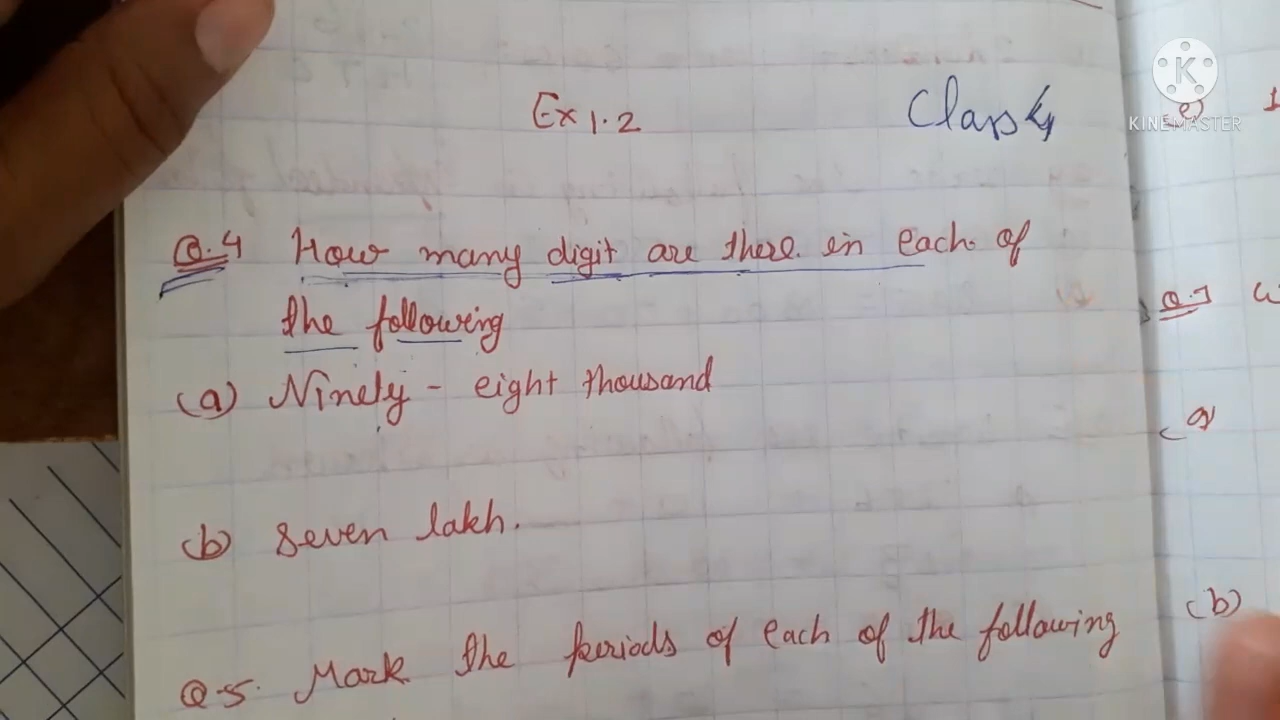 Ex 1.2
Class 4
Q.4 How many digit are there in each of
the following
(a) Ninety - eight thousand
(b) seven lakh.
Q.5. Mark the periods of each of the following
KINEMASTER
e)
Q.7
(b)